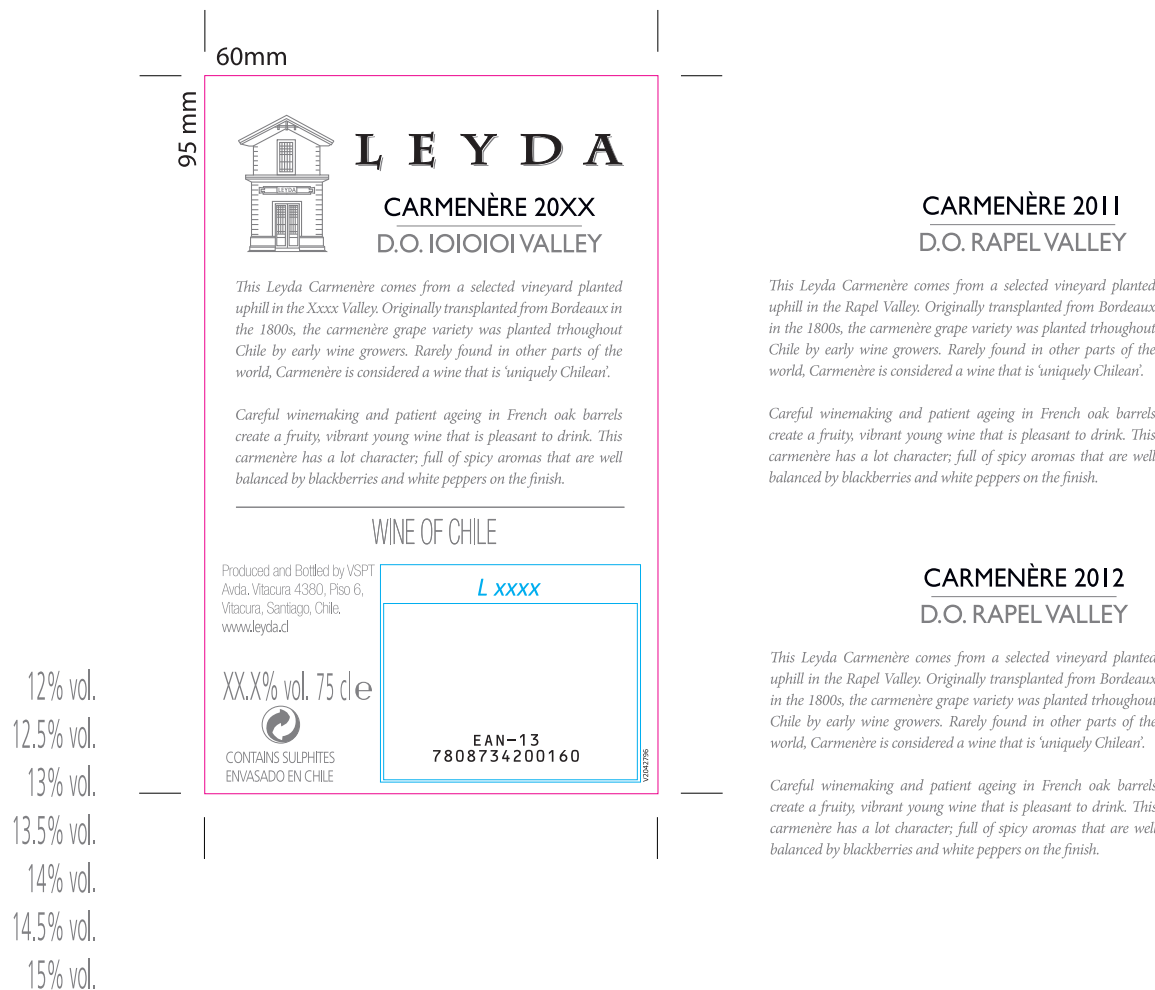 60mm
95 mm
LEYDA
LEYDA
CARMENÈRE 20XX
D.O. IOIOIOI VALLEY
This Leyda Carmenère comes from a selected vineyard planted
uphill in the Xxxx Valley. Originally transplanted from Bordeaux in
the 1800s, the carmenère grape variety was planted trhoughout
Chile by early wine growers. Rarely found in other parts of the
world, Carmenère is considered a wine that is ‘uniquely Chilean’.
Careful winemaking and patient ageing in French oak barrels
create a fruity, vibrant young wine that is pleasant to drink. This
carmenère has a lot character; full of spicy aromas that are well
balanced by blackberries and white peppers on the finish.
WINE OF CHILE
Produced and Bottled by VSPT
Avda. Vitacura 4380, Piso 6,
Vitacura, Santiago, Chile.
www.leyda.cl
XX.X% vol. 75 cl e
CONTAINS SULPHITES
ENVASADO EN CHILE
L xxxx
EAN-13
7808734200160
V2042796
12% vol.
12.5% vol.
13% vol.
13.5% vol.
14% vol.
14.5% vol.
15% vol.
CARMENÈRE 2011
D.O. RAPEL VALLEY
This Leyda Carmenère comes from a selected vineyard planted
uphill in the Rapel Valley. Originally transplanted from Bordeaux
in the 1800s, the carmenère grape variety was planted trhoughout
Chile by early wine growers. Rarely found in other parts of the
world, Carmenère is considered a wine that is ‘uniquely Chilean’.
Careful winemaking and patient ageing in French oak barrels
create a fruity, vibrant young wine that is pleasant to drink. This
carmenère has a lot character; full of spicy aromas that are well
balanced by blackberries and white peppers on the finish.
CARMENÈRE 2012
D.O. RAPEL VALLEY
This Leyda Carmenère comes from a selected vineyard planted
uphill in the Rapel Valley. Originally transplanted from Bordeaux
in the 1800s, the carmenère grape variety was planted trhoughout
Chile by early wine growers. Rarely found in other parts of the
world, Carmenère is considered a wine that is ‘uniquely Chilean’.
Careful winemaking and patient ageing in French oak barrels
create a fruity, vibrant young wine that is pleasant to drink. This
carmenère has a lot character; full of spicy aromas that are well
balanced by blackberries and white peppers on the finish.